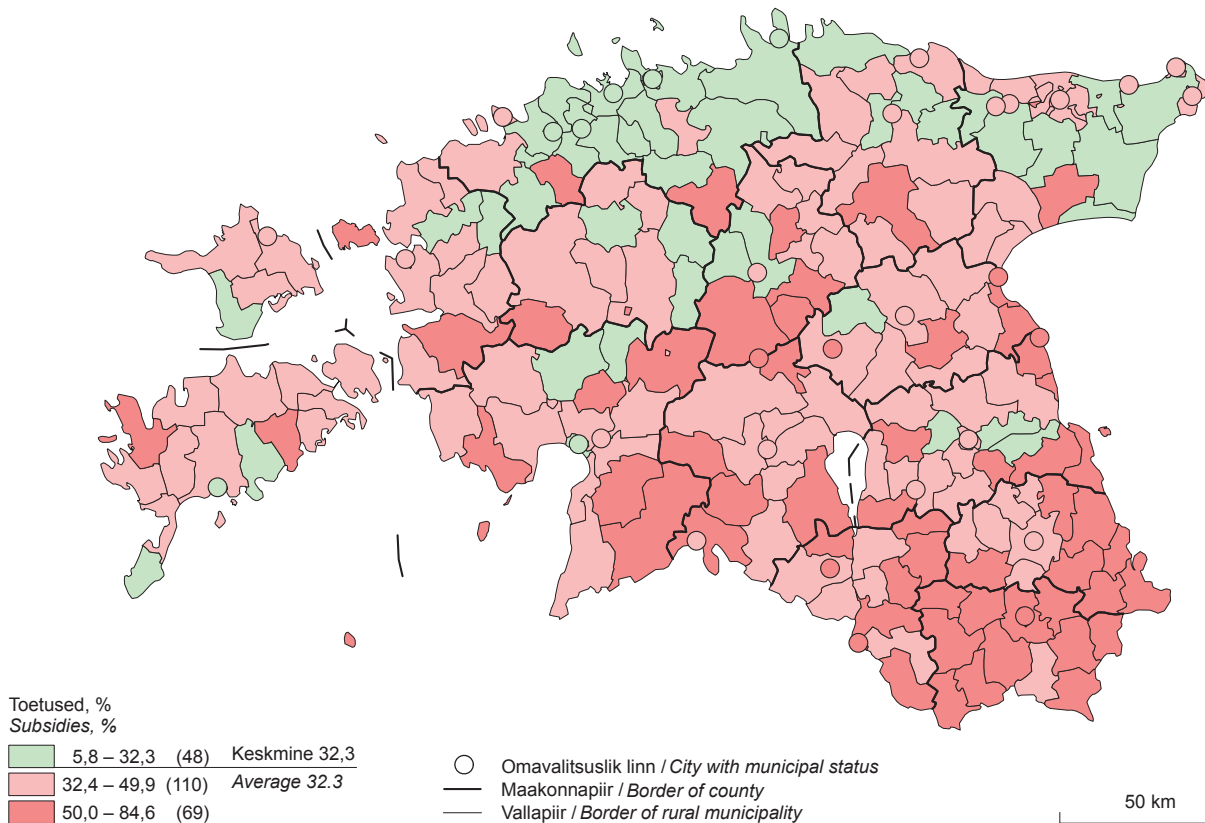 Toetused, %
Subsidies, %
5,8 – 32,3 (48) Keskmine 32,3
32,4 – 49,9 (110) Average 32.3
50,0 – 84,6 (69)
Omavalitsuslik linn / City with municipal status
Maakonnapiir / Border of county
Vallapiir / Border of rural municipality
50 km